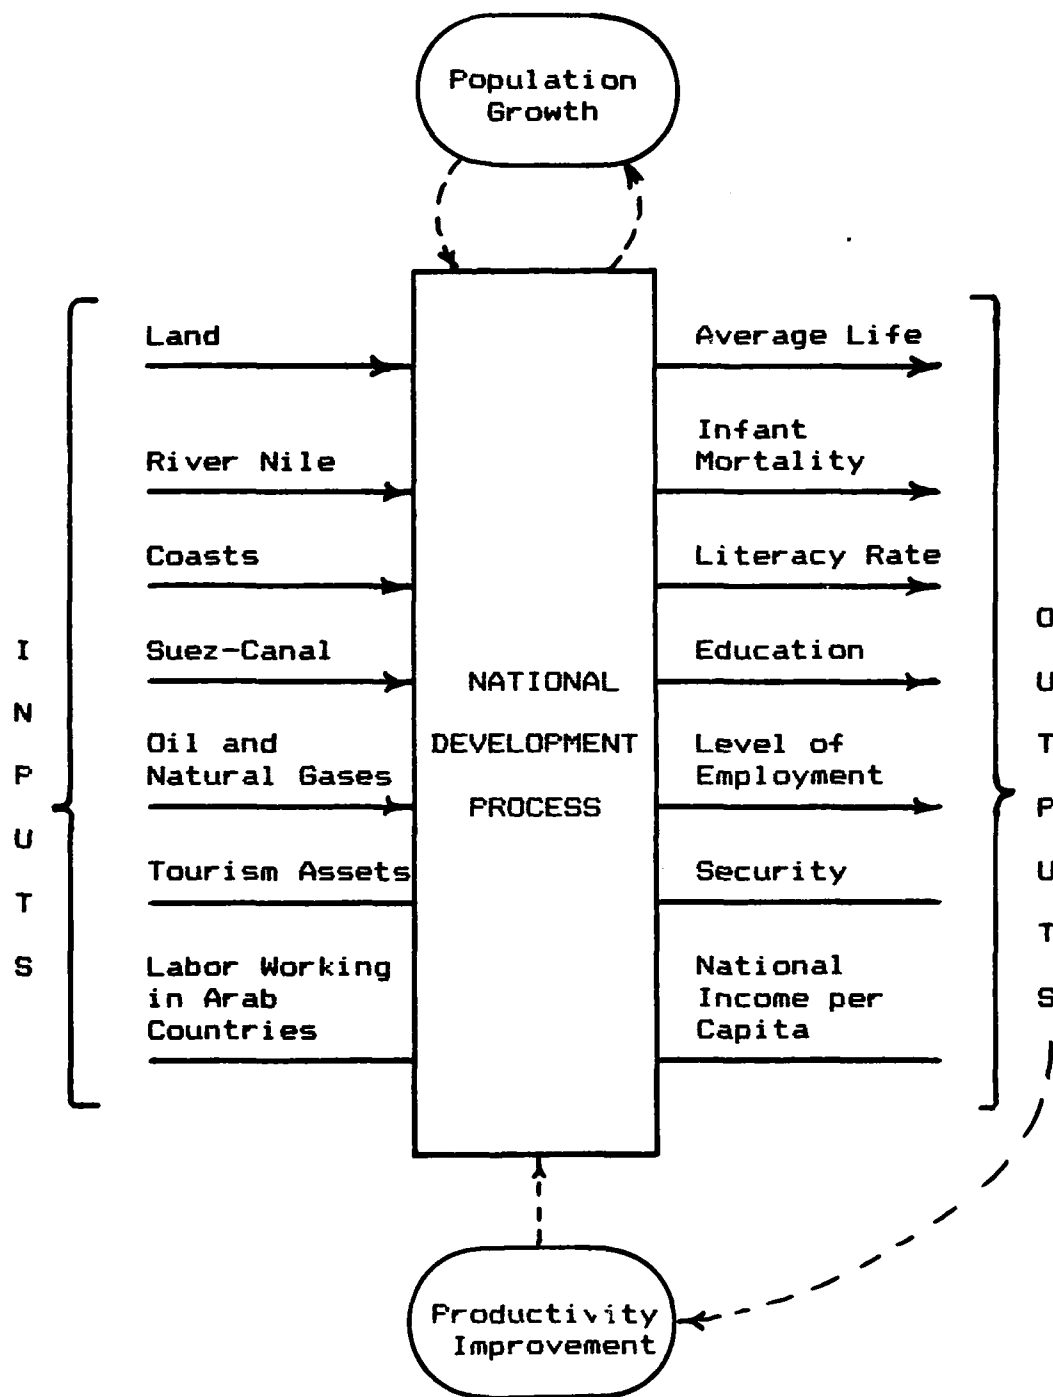 Population
Growth
INPUTS
Land
River Nile
Coasts
Suez-Canal
Oil and
Natural Gases
Tourism Assets
Labor Working
in Arab
Countries
NATIONAL
DEVELOPMENT
PROCESS
Average Life
Infant
Mortality
Literacy Rate
Education
Level of
Employment
Security
National
Income per
Capita
OUTPUTS
Productivity
Improvement